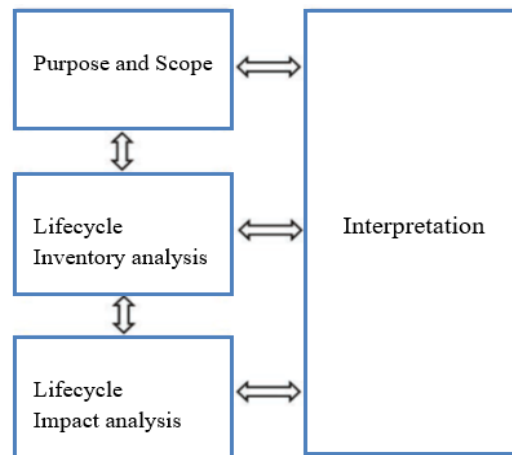 Purpose and Scope
Lifecycle
Inventory analysis
Interpretation
Lifecycle
Impact analysis